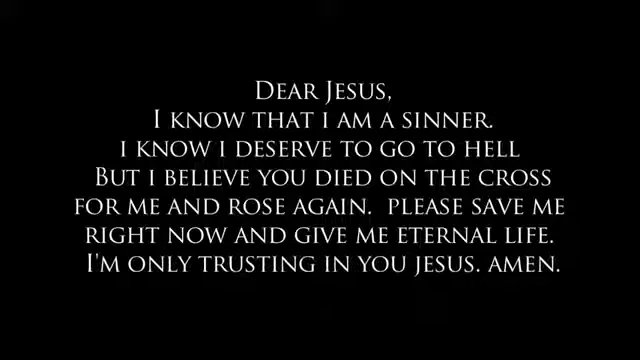 Dear Jesus,
I know that i am a sinner.
i know i deserve to go to hell
But i believe you died on the cross
for me and rose again. please save me
right now and give me eternal life.
I'm only trusting in you Jesus. amen.